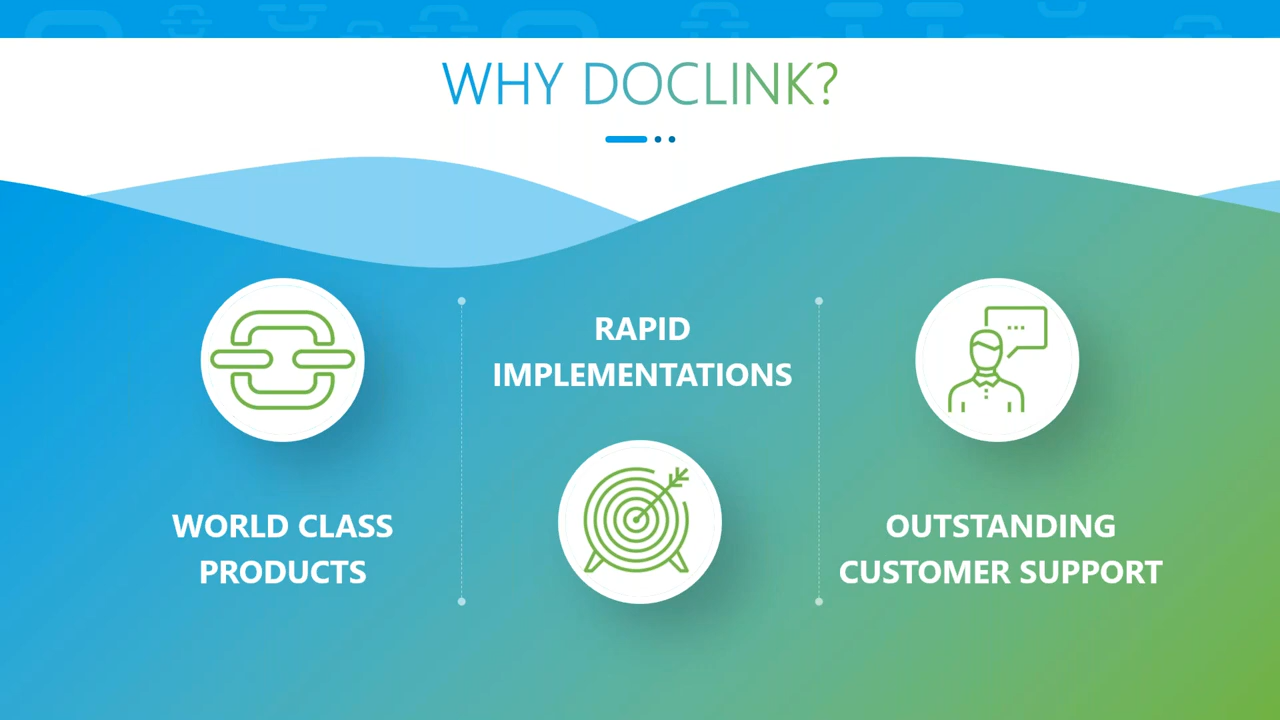 WHY DOCLINK?
WORLD CLASS
PRODUCTS
RAPID
IMPLEMENTATIONS
OUTSTANDING
CUSTOMER SUPPORT